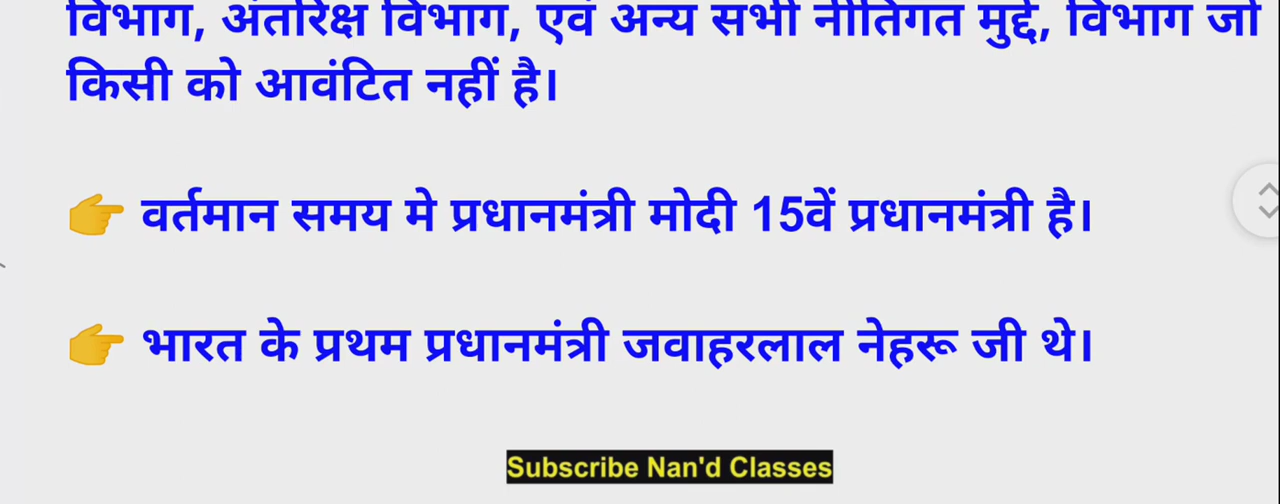 विभाग, अंतरिक्ष विभाग, एवं अन्य सभी नीतिगत मुद्दे, विभाग जो
किसी को आवंटित नहीं है।
👉 वर्तमान समय मे प्रधानमंत्री मोदी 15वें प्रधानमंत्री है।
👉 भारत के प्रथम प्रधानमंत्री जवाहरलाल नेहरू जी थे।
Subscribe Nan'd Classes